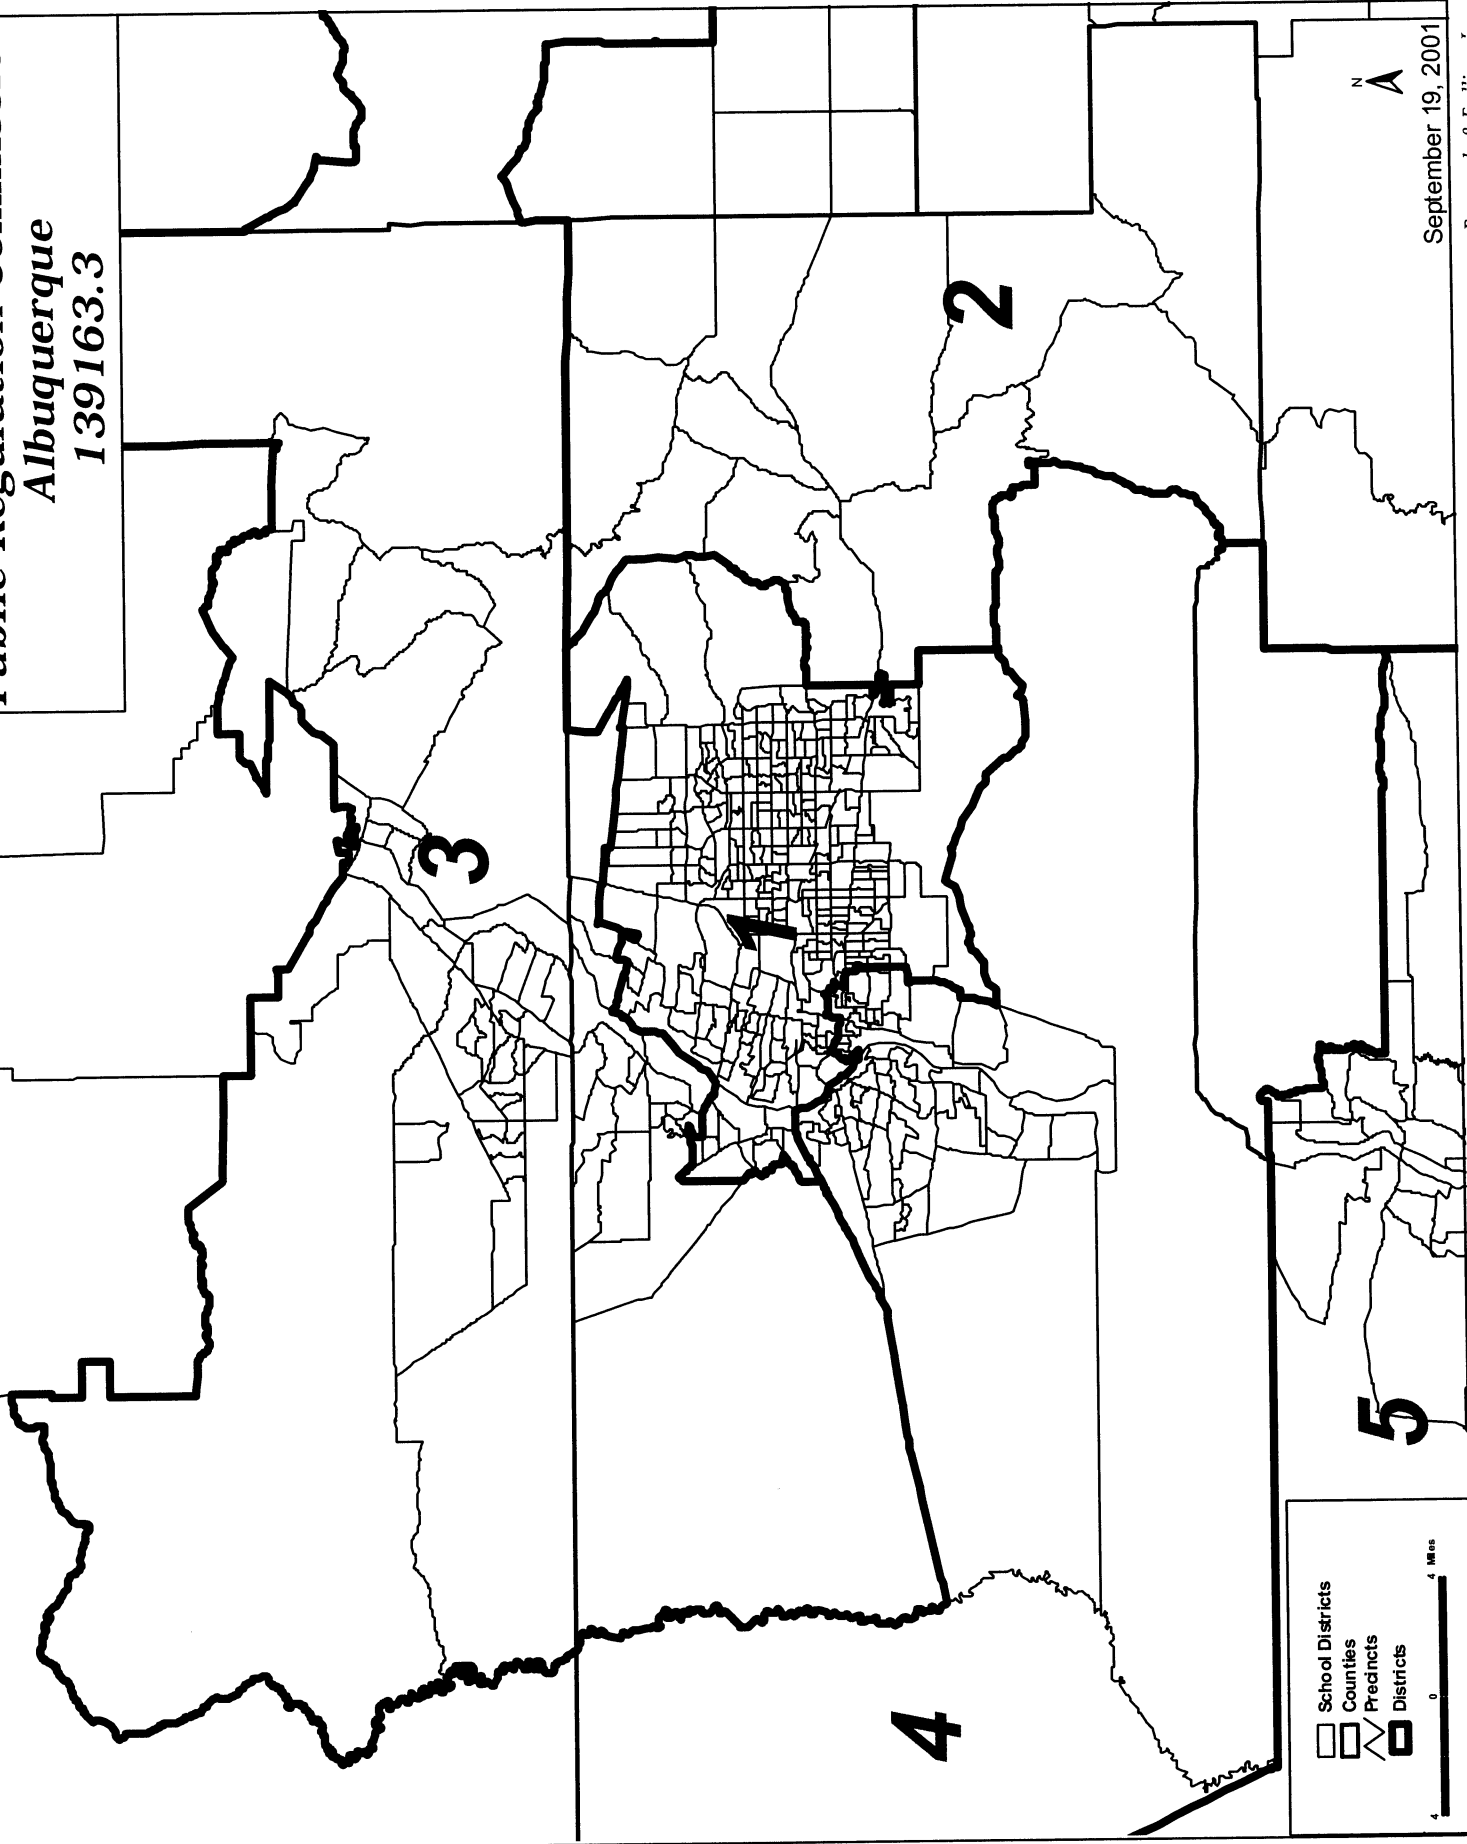 Albuquerque
139163.3
3
2
1
4
5
School Districts
Counties
Precincts
Districts
4 0 4 Miles
N
September 19, 2001